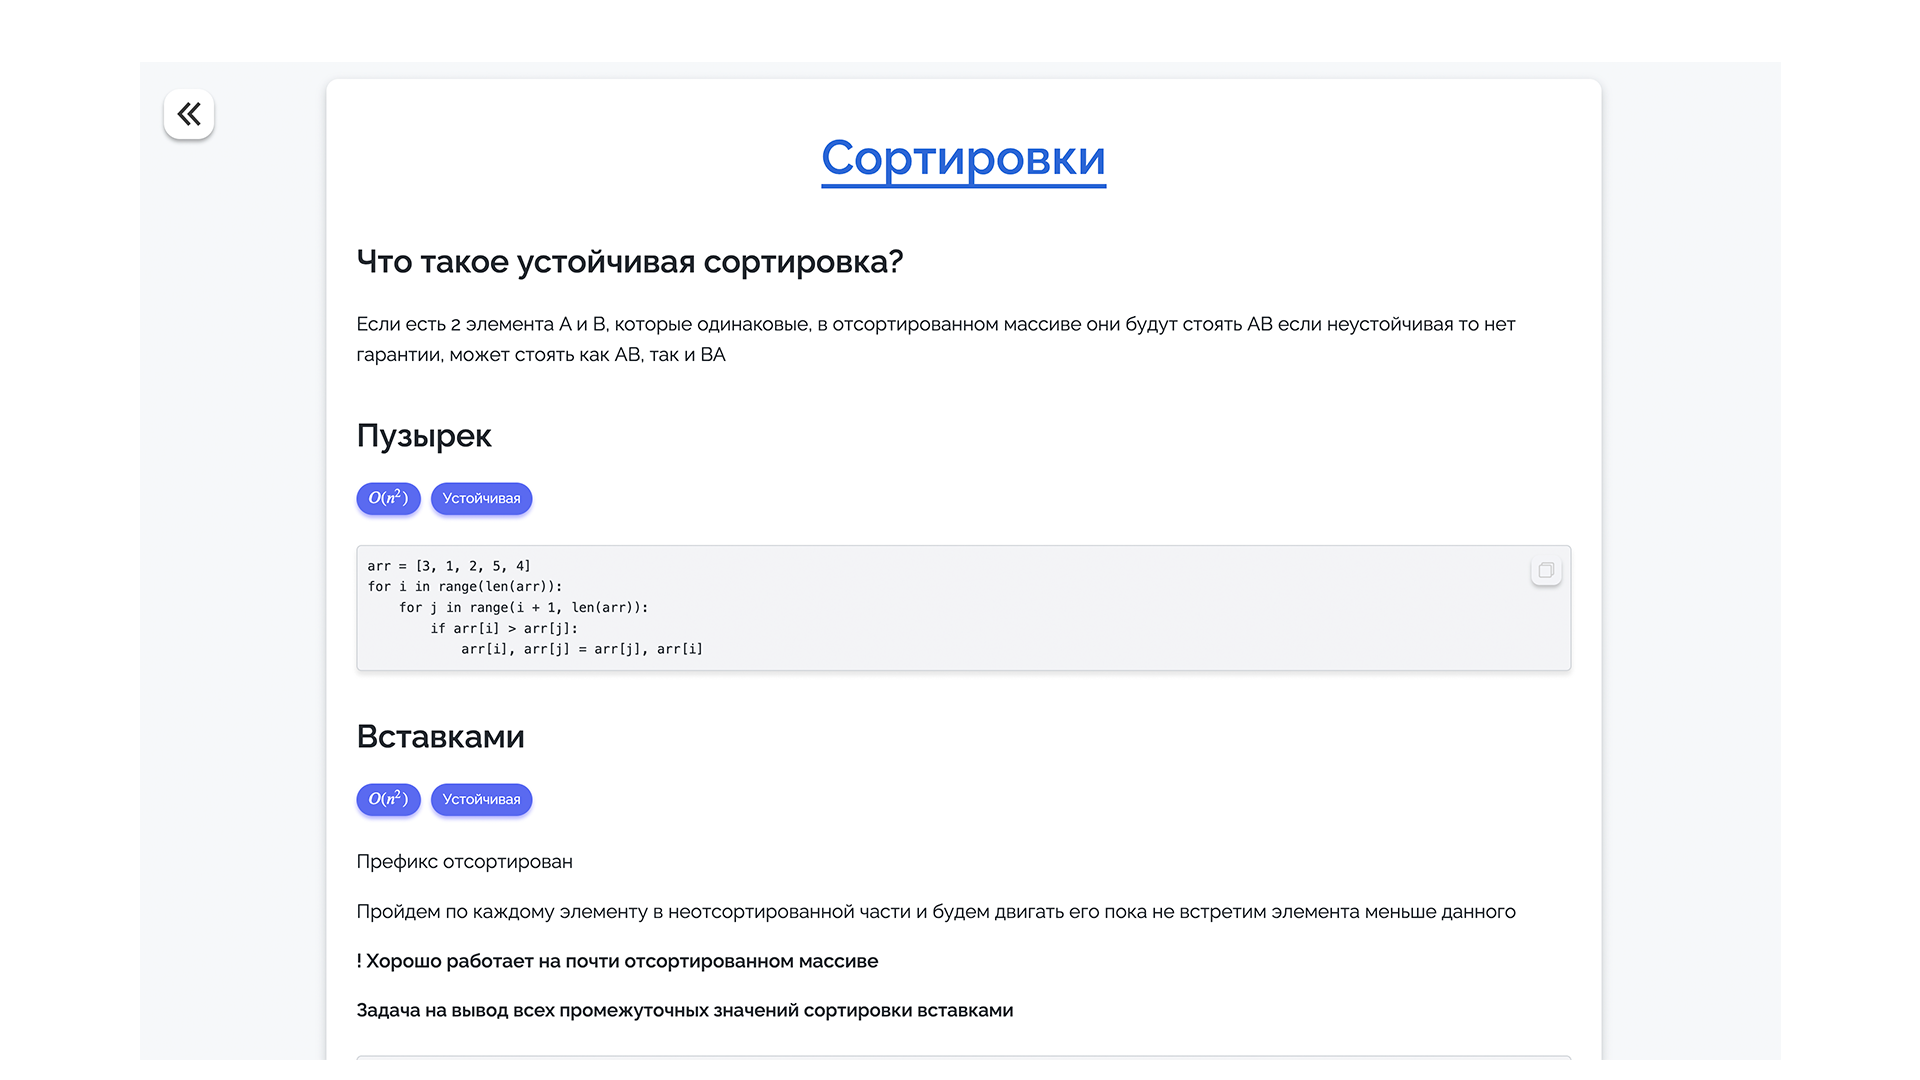 Сортировки
Что такое устойчивая сортировка?
Если есть 2 элемента A и B, которые одинаковые, в отсортированном массиве они будут стоять AB если неустойчивая то нет
гарантии, может стоять как AB, так и BA
Пузырек
O(n²) Устойчивая
arr = [3, 1, 2, 5, 4]
for i in range(len(arr)):
    for j in range(i + 1, len(arr)):
        if arr[i] > arr[j]:
            arr[i], arr[j] = arr[j], arr[i]
Вставками
O(n²) Устойчивая
Префикс отсортирован
Пройдем по каждому элементу в неотсортированной части и будем двигать его пока не встретим элемента меньше данного
! Хорошо работает на почти отсортированном массиве
Задача на вывод всех промежуточных значений сортировки вставками